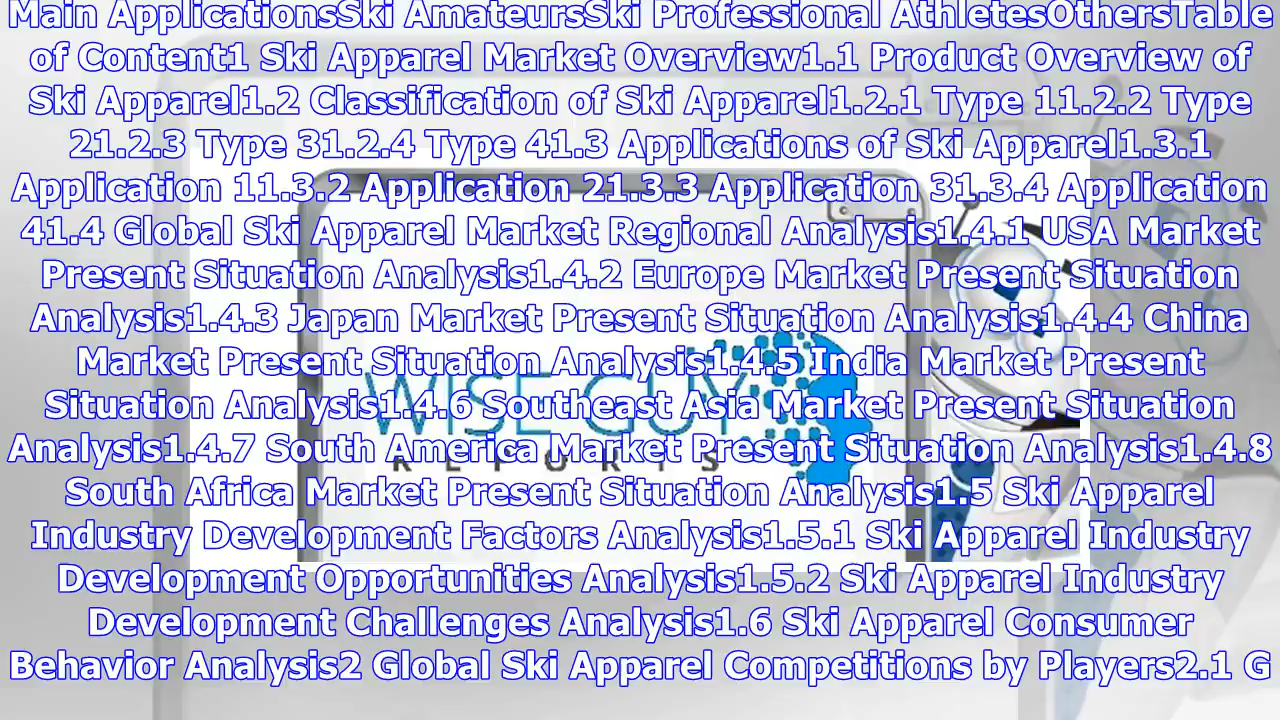 Main ApplicationsSki AmateursSki Professional AthletesOthersTable
of Content1 Ski Apparel Market Overview1.1 Product Overview of
Ski Apparel1.2 Classification of Ski Apparel1.2.1 Type 11.2.2 Type
21.2.3 Type 31.2.4 Type 41.3 Applications of Ski Apparel1.3.1
Application 11.3.2 Application 21.3.3 Application 31.3.4 Application
41.4 Global Ski Apparel Market Regional Analysis1.4.1 USA Market
Present Situation Analysis1.4.2 Europe Market Present Situation
Analysis1.4.3 Japan Market Present Situation Analysis1.4.4 China
Market Present Situation Analysis1.4.5 India Market Present
Situation Analysis1.4.6 Southeast Asia Market Present Situation
Analysis1.4.7 South America Market Present Situation Analysis1.4.8
South Africa Market Present Situation Analysis1.5 Ski Apparel
Industry Development Factors Analysis1.5.1 Ski Apparel Industry
Development Opportunities Analysis1.5.2 Ski Apparel Industry
Development Challenges Analysis1.6 Ski Apparel Consumer
Behavior Analysis2 Global Ski Apparel Competitions by Players2.1 G
WISE GUY
REPORTS